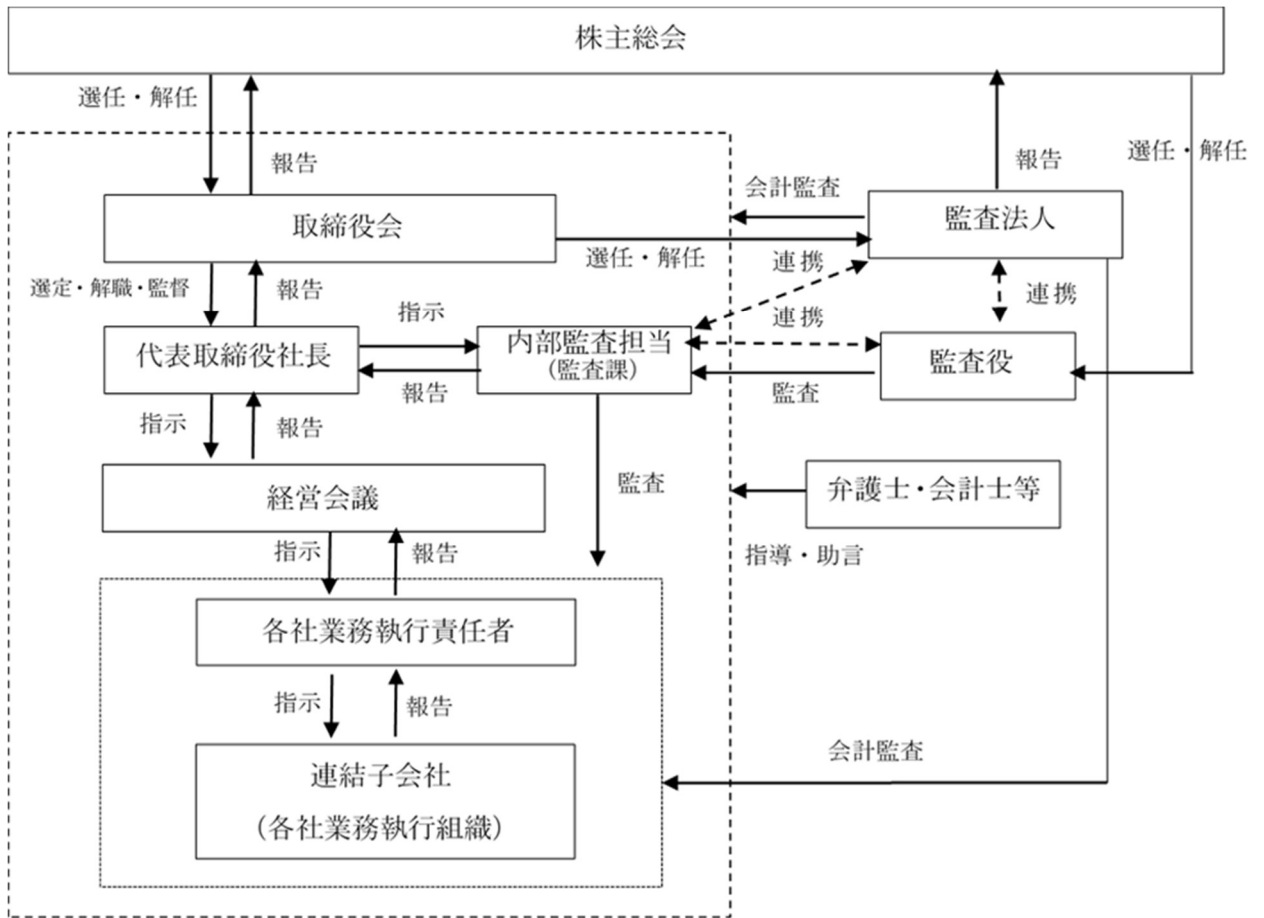 株主総会
選任・解任
報告
報告
選任・解任
会計監査
監査法人
取締役会
選任・解任
連携
選定・解職・監督
報告
連携
指示
連携
代表取締役社長
内部監査担当
(監査課)
監査役
報告
監査
指示
報告
経営会議
監査
弁護士・会計士等
指示
報告
指導・助言
各社業務執行責任者
指示
報告
会計監査
連結子会社
(各社業務執行組織)